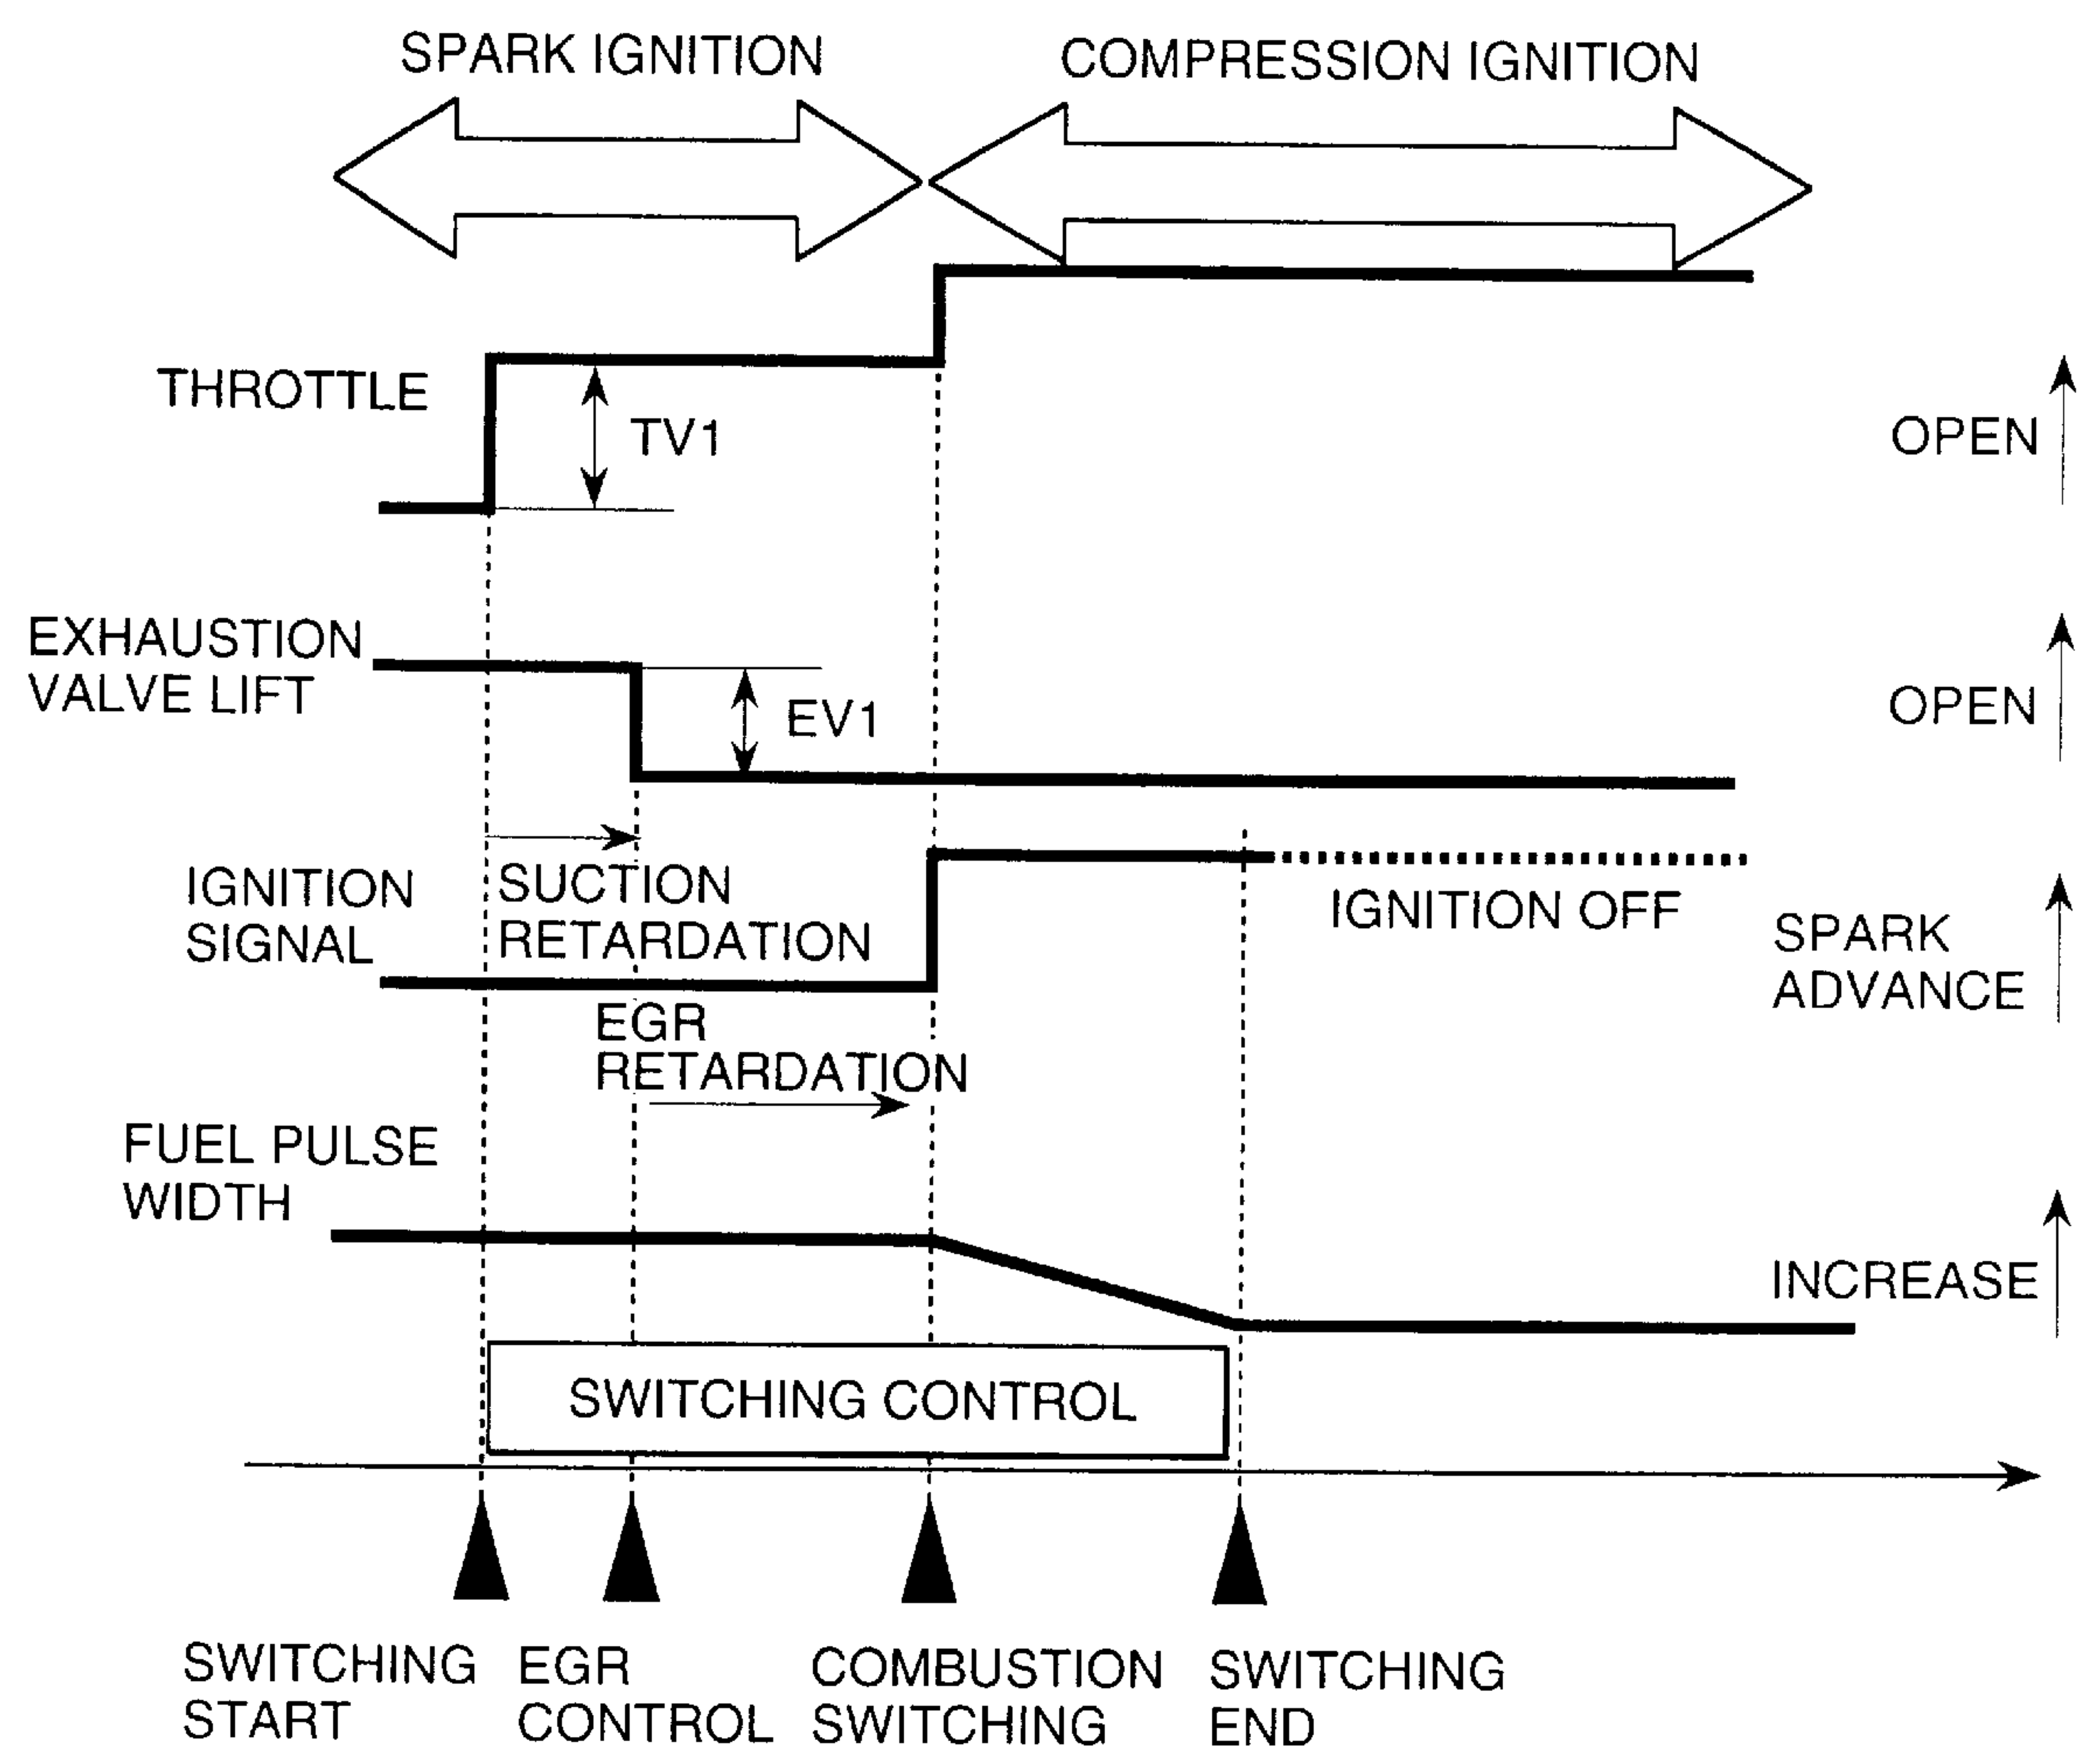 SPARK IGNITION
COMPRESSION IGNITION
THROTTLE
TV1
OPEN
EXHAUSTION
VALVE LIFT
EV1
OPEN
IGNITION
SIGNAL
SUCTION
RETARDATION
IGNITION OFF
SPARK
ADVANCE
EGR
RETARDATION
FUEL PULSE
WIDTH
INCREASE
SWITCHING CONTROL
SWITCHING
START
EGR
CONTROL
COMBUSTION
SWITCHING
SWITCHING
END